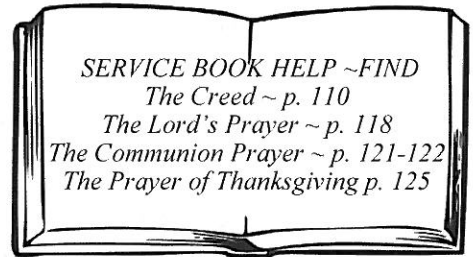 SERVICE BOOK HELP ~FIND
The Creed ~ p. 110
The Lord's Prayer ~ p. 118
The Communion Prayer ~ p. 121-122
The Prayer of Thanksgiving p. 125